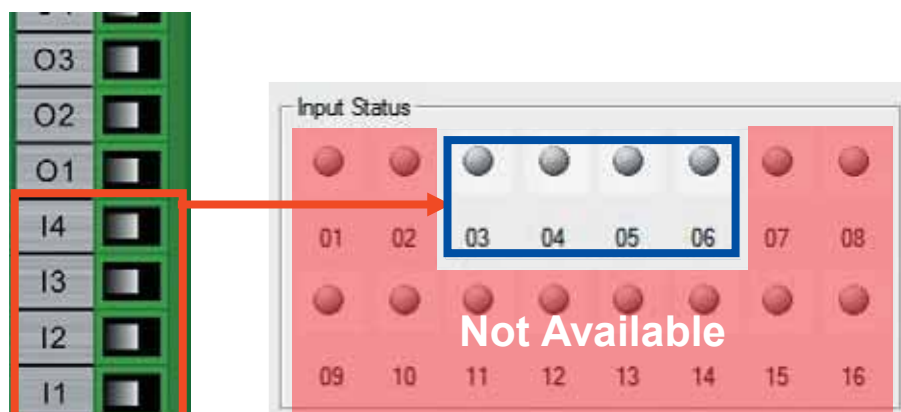 O3
O2
O1
I4
I3
I2
I1
Input Status
01 02 03 04 05 06 07 08
Not Available
09 10 11 12 13 14 15 16